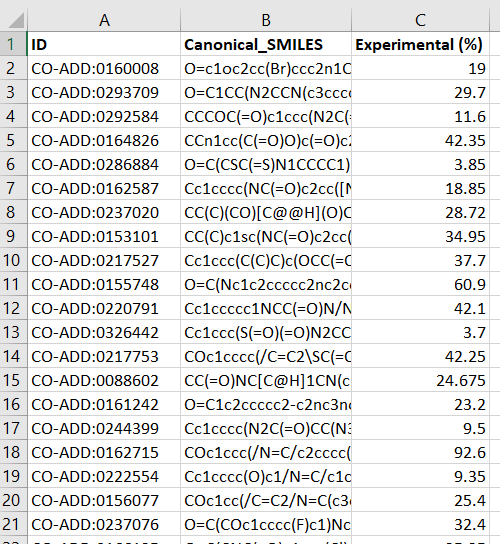 A B C
1 ID Canonical_SMILES Experimental (%)
2 CO-ADD:0160008 O=c1oc2cc(Br)ccc2n1C 19
3 CO-ADD:0293709 O=C1CC(N2CCN(c3ccc 29.7
4 CO-ADD:0292584 CCCOC(=O)c1ccc(N2C(= 11.6
5 CO-ADD:0164826 CCn1cc(C(=O)O)c(=O)c2 42.35
6 CO-ADD:0286884 O=C(CSC(=S)N1CCCC1) 3.85
7 CO-ADD:0162587 Cc1cccc(NC(=O)c2cc([N 18.85
8 CO-ADD:0237020 CC(C)(CO)[C@@H](O)C 28.72
9 CO-ADD:0153101 CC(C)c1sc(NC(=O)c2cc( 34.95
10 CO-ADD:0217527 Cc1ccc(C(C)C)c(OCC(=C 37.7
11 CO-ADD:0155748 O=C(Nc1c2ccccc2nc2c 60.9
12 CO-ADD:0220791 Cc1ccccc1NCC(=O)N/N 42.1
13 CO-ADD:0326442 Cc1ccc(S(=O)(=O)N2CC 3.7
14 CO-ADD:0217753 COc1cccc(/C=C2\SC(=C 42.25
15 CO-ADD:0088602 CC(=O)NC[C@H]1CN(c 24.675
16 CO-ADD:0161242 O=C1c2ccccc2-c2nc3n 23.2
17 CO-ADD:0244399 Cc1cccc(N2C(=O)CC(N3 9.5
18 CO-ADD:0162715 COc1ccc(/N=C/c2cccc( 92.6
19 CO-ADD:0222554 Cc1cccc(O)c1/N=C/c1c 9.35
20 CO-ADD:0156077 COc1cc(/C=C2/N=C(c3 25.4
21 CO-ADD:0237076 O=C(COc1cccc(F)c1)Nc 32.4